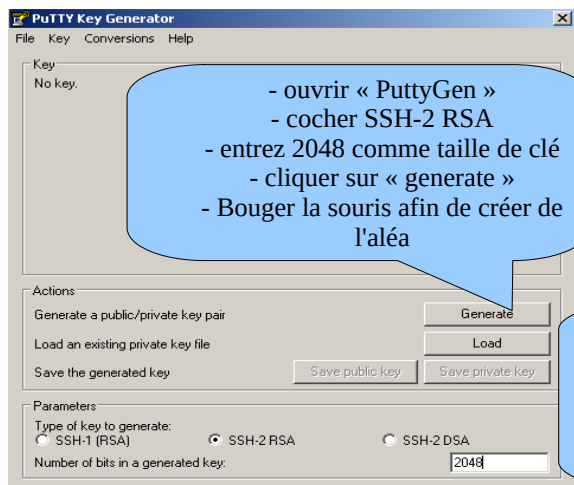 PuTTY Key Generator
File Key Conversions Help
Key
No key.
- ouvrir « PuttyGen »
- cocher SSH-2 RSA
- entrez 2048 comme taille de clé
- cliquer sur « generate »
- Bouger la souris afin de créer de
l'aléa
Actions
Generate a public/private key pair
Generate
Load an existing private key file
Load
Save the generated key
Save public key
Save private key
Parameters
Type of key to generate:
SSH-1 (RSA) SSH-2 RSA SSH-2 DSA
Number of bits in a generated key:
2048